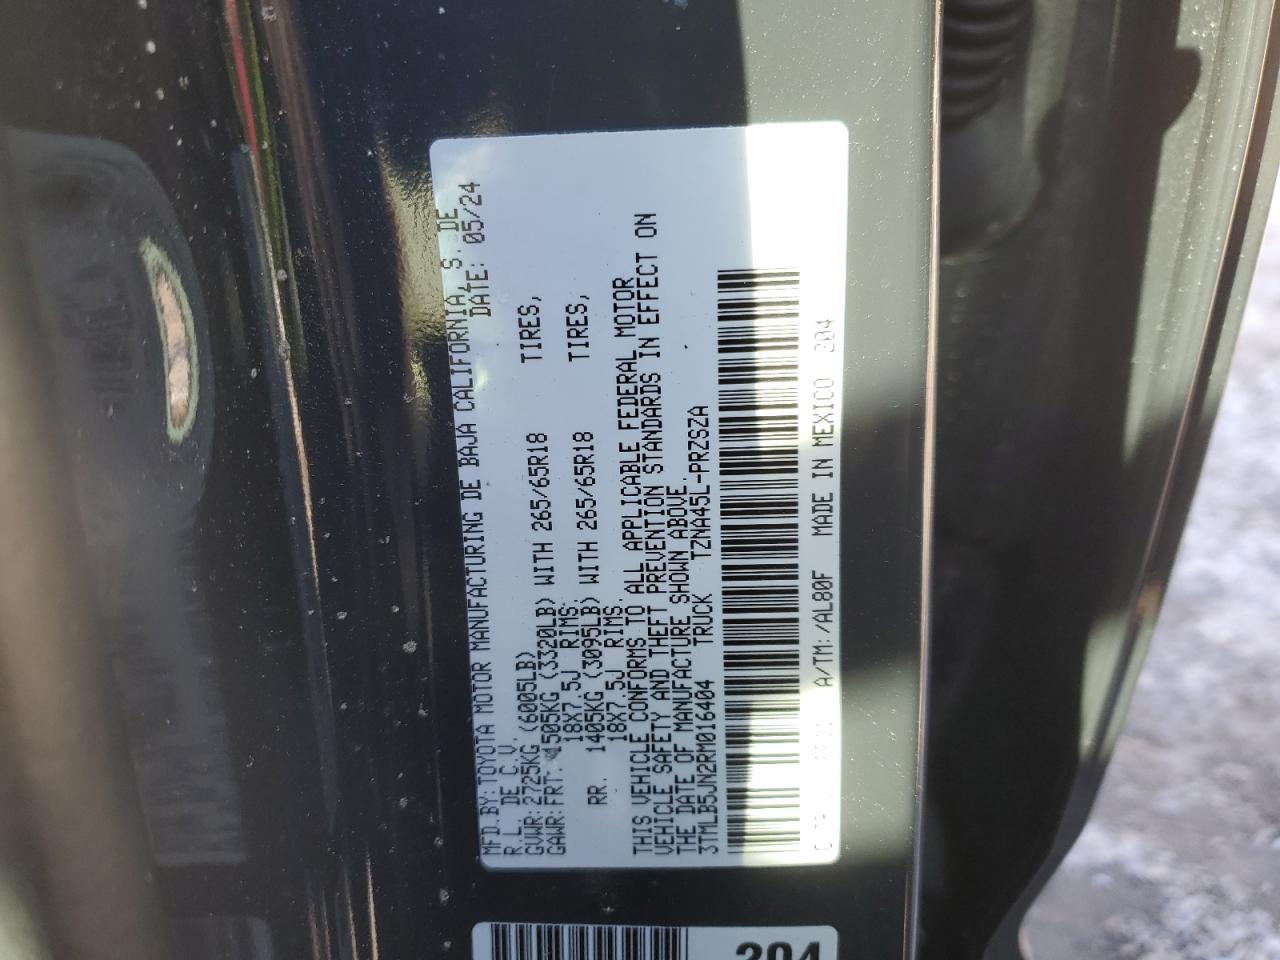 MFD.BY:TOYOTA MOTOR MANUFACTURING DE BAJA CALIFORNIA,S. DE
R.L. DE C.V. DATE: 05/24
GVWR:2725KG (6005LB)
GAWR:FRT. 1505KG (3320LB) WITH 265/65R18 TIRES,
18X7.5J RIMS.
RR. 1405KG (3095LB) WITH 265/65R18 TIRES,
18X7.5J RIMS.
THIS VEHICLE CONFORMS TO ALL APPLICABLE FEDERAL MOTOR
VEHICLE SAFETY AND THEFT PREVENTION STANDARDS IN EFFECT ON
THE DATE OF MANUFACTURE SHOWN ABOVE.
3TMLB5JN2RM016404 TRUCK TZNA45L-PRZSZA
A/TM: /AL80F MADE IN MEXICO 204
304